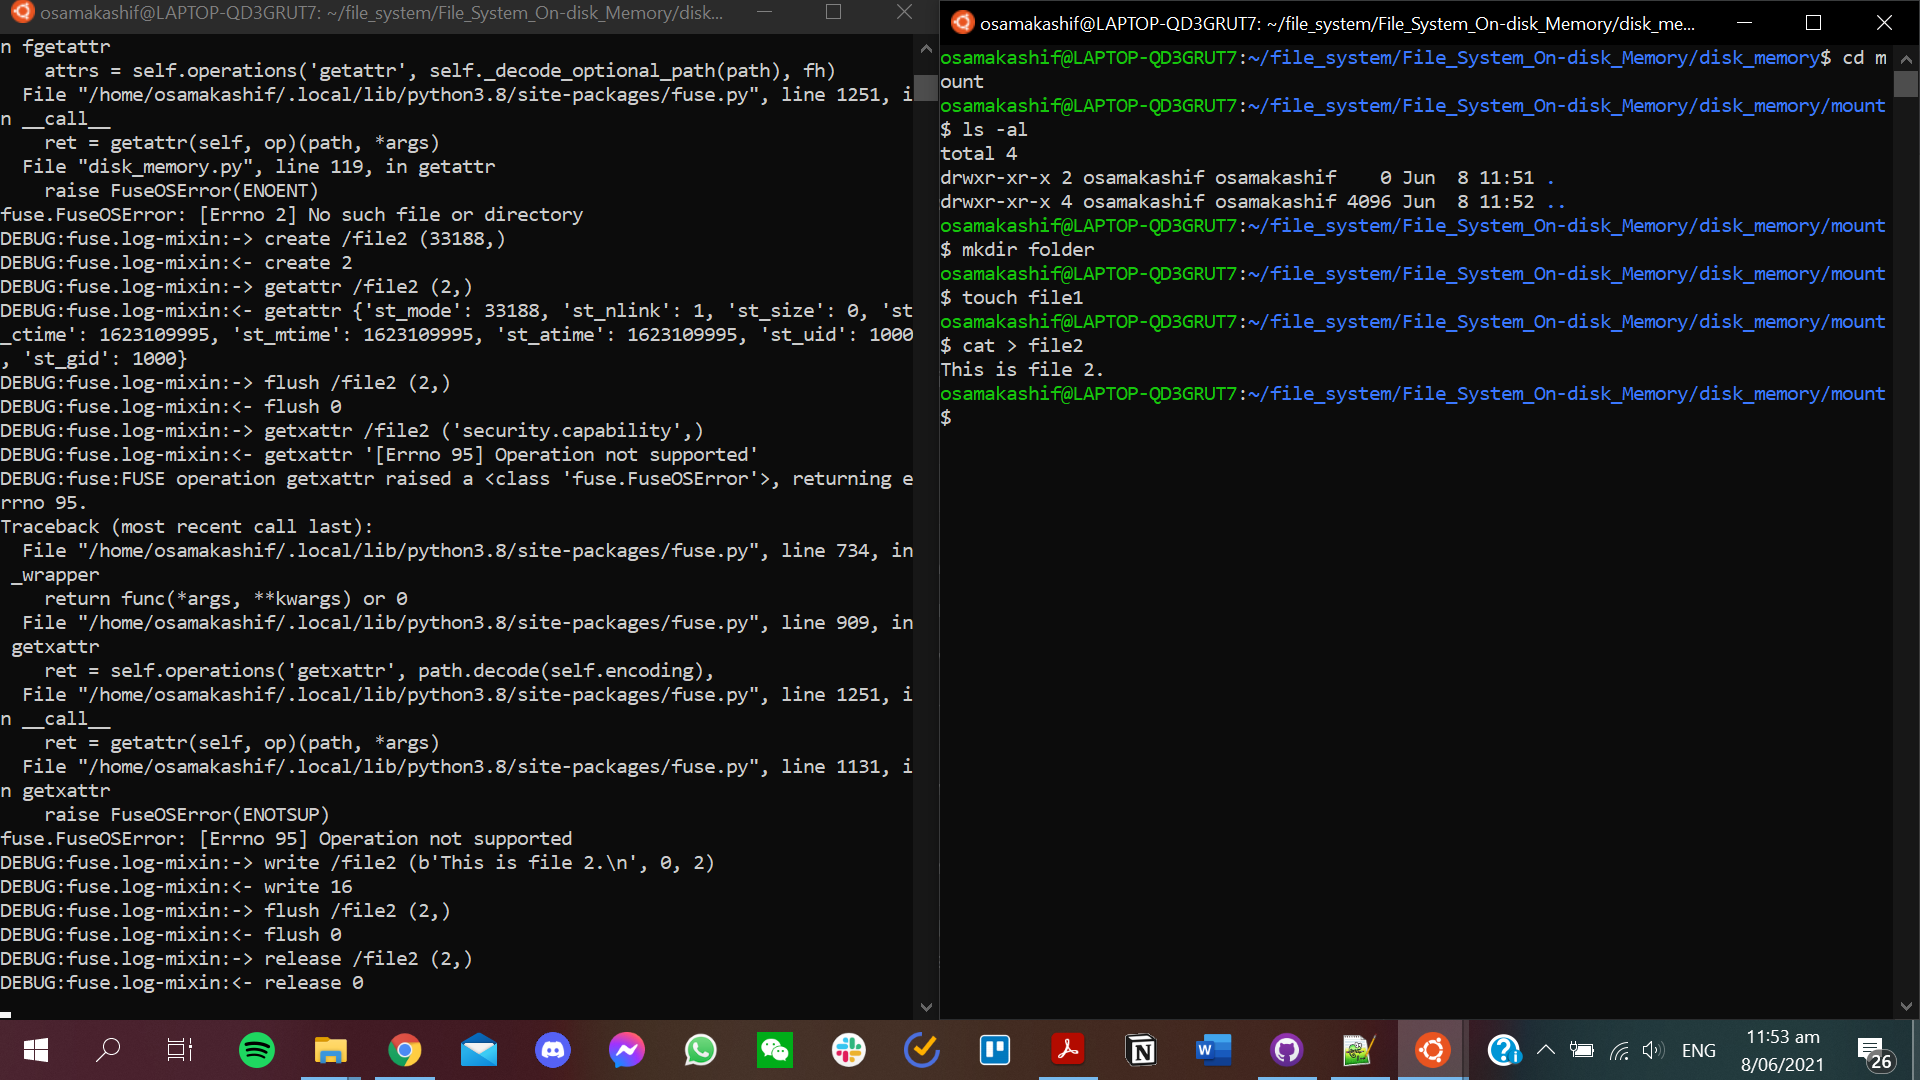 osamakashif@LAPTOP-QD3GRUT7: ~/file_system/File_System_On-disk_Memory/disk...
n fgetattr
    attrs = self.operations('getattr', self._decode_optional_path(path), fh)
  File "/home/osamakashif/.local/lib/python3.8/site-packages/fuse.py", line 1251, i
n __call__
    ret = getattr(self, op)(path, *args)
  File "disk_memory.py", line 119, in getattr
    raise FuseOSError(ENOENT)
fuse.FuseOSError: [Errno 2] No such file or directory
DEBUG:fuse.log-mixin:-> create /file2 (33188,)
DEBUG:fuse.log-mixin:<- create 2
DEBUG:fuse.log-mixin:-> getattr /file2 (2,)
DEBUG:fuse.log-mixin:<- getattr {'st_mode': 33188, 'st_nlink': 1, 'st_size': 0, 'st
_ctime': 1623109995, 'st_mtime': 1623109995, 'st_atime': 1623109995, 'st_uid': 1000
, 'st_gid': 1000}
DEBUG:fuse.log-mixin:-> flush /file2 (2,)
DEBUG:fuse.log-mixin:<- flush 0
DEBUG:fuse.log-mixin:-> getxattr /file2 ('security.capability',)
DEBUG:fuse.log-mixin:<- getxattr '[Errno 95] Operation not supported'
DEBUG:fuse:FUSE operation getxattr raised a <class 'fuse.FuseOSError'>, returning e
rrno 95.
Traceback (most recent call last):
  File "/home/osamakashif/.local/lib/python3.8/site-packages/fuse.py", line 734, in
 _wrapper
    return func(*args, **kwargs) or 0
  File "/home/osamakashif/.local/lib/python3.8/site-packages/fuse.py", line 909, in
 getxattr
    ret = self.operations('getxattr', path.decode(self.encoding),
  File "/home/osamakashif/.local/lib/python3.8/site-packages/fuse.py", line 1251, i
n __call__
    ret = getattr(self, op)(path, *args)
  File "/home/osamakashif/.local/lib/python3.8/site-packages/fuse.py", line 1131, i
n getxattr
    raise FuseOSError(ENOTSUP)
fuse.FuseOSError: [Errno 95] Operation not supported
DEBUG:fuse.log-mixin:-> write /file2 (b'This is file 2.\n', 0, 2)
DEBUG:fuse.log-mixin:<- write 16
DEBUG:fuse.log-mixin:-> flush /file2 (2,)
DEBUG:fuse.log-mixin:<- flush 0
DEBUG:fuse.log-mixin:-> release /file2 (2,)
DEBUG:fuse.log-mixin:<- release 0
osamakashif@LAPTOP-QD3GRUT7: ~/file_system/File_System_On-disk_Memory/disk_me...
osamakashif@LAPTOP-QD3GRUT7:~/file_system/File_System_On-disk_Memory/disk_memory$ cd m
ount
osamakashif@LAPTOP-QD3GRUT7:~/file_system/File_System_On-disk_Memory/disk_memory/mount
$ ls -al
total 4
drwxr-xr-x 2 osamakashif osamakashif    0 Jun  8 11:51 .
drwxr-xr-x 4 osamakashif osamakashif 4096 Jun  8 11:52 ..
osamakashif@LAPTOP-QD3GRUT7:~/file_system/File_System_On-disk_Memory/disk_memory/mount
$ mkdir folder
osamakashif@LAPTOP-QD3GRUT7:~/file_system/File_System_On-disk_Memory/disk_memory/mount
$ touch file1
osamakashif@LAPTOP-QD3GRUT7:~/file_system/File_System_On-disk_Memory/disk_memory/mount
$ cat > file2
This is file 2.
osamakashif@LAPTOP-QD3GRUT7:~/file_system/File_System_On-disk_Memory/disk_memory/mount
$
ENG
11:53 am
8/06/2021
26